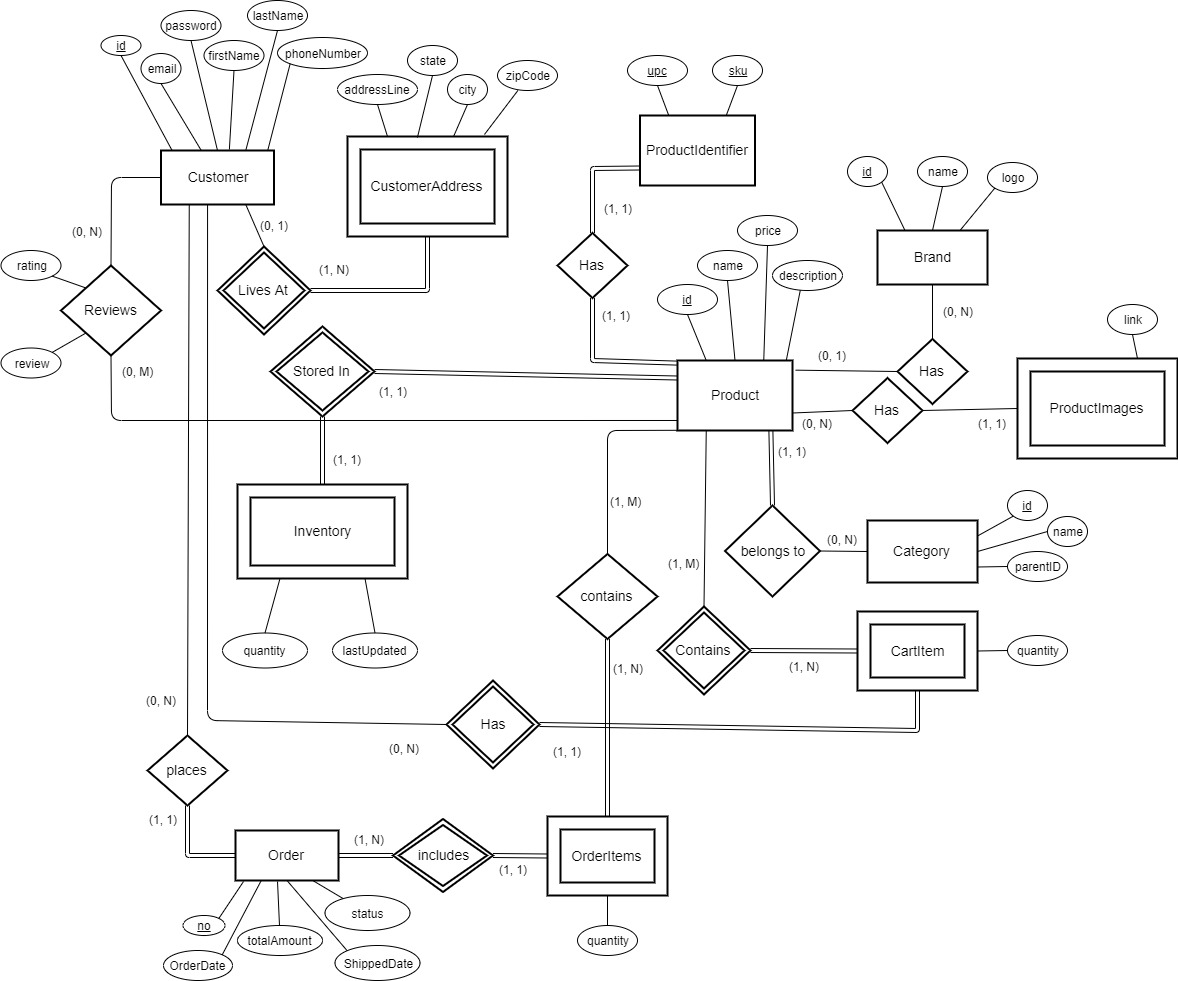 lastName
password
id
firstName
phoneNumber
email
state
zipCode
addressLine
city
upc
sku
ProductIdentifier
Customer
CustomerAddress
id
name
logo
(0, N)
(0, 1)
(1, 1)
price
Brand
rating
(1, N)
Has
name
description
Lives At
id
Reviews
(1, 1)
(0, N)
link
review
(0, M)
Stored In
(1, 1)
(0, 1)
Has
Product
Has
(0, N)
(1, 1)
ProductImages
(1, 1)
(1, 1)
(1, M)
id
Inventory
name
belongs to
(0, N)
Category
(1, M)
parentID
contains
quantity
lastUpdated
Contains
(1, N)
CartItem
quantity
(1, N)
(0, N)
Has
(0, N)
(1, 1)
places
(1, 1)
(1, N)
Order
includes
(1, 1)
OrderItems
status
no
totalAmount
quantity
OrderDate
ShippedDate